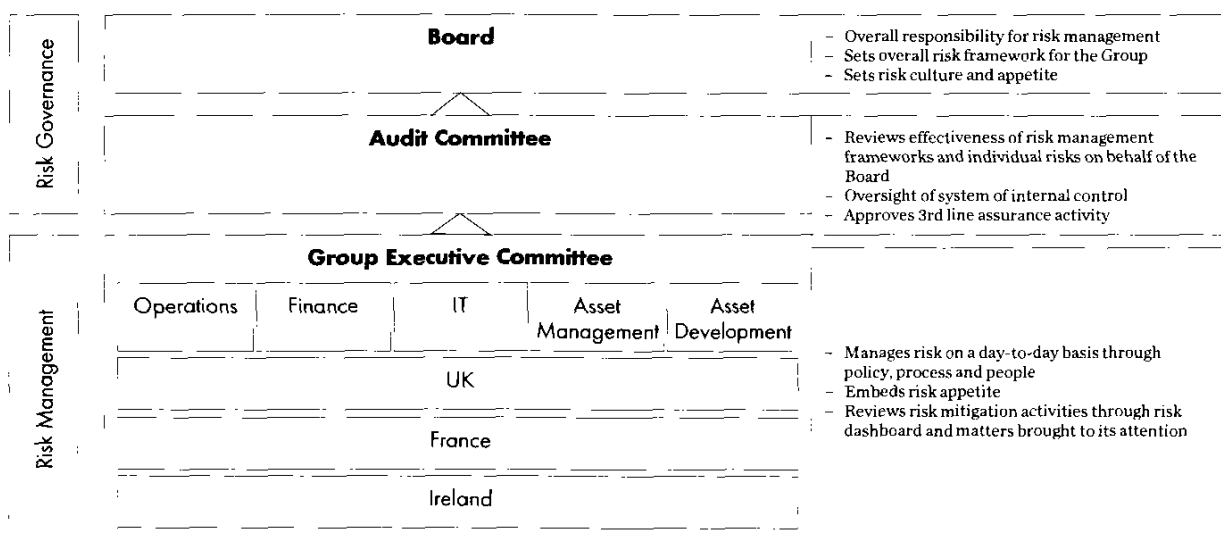 Risk Governance
Board
- Overall responsibility for risk management
- Sets overall risk framework for the Group
- Sets risk culture and appetite
Audit Committee
- Reviews effectiveness of risk management
frameworks and individual risks on behalf of the
Board
- Oversight of system of internal control
- Approves 3rd line assurance activity
Risk Management
Group Executive Committee
Operations
Finance
IT
Asset
Management
Asset
Development
UK
France
Ireland
- Manages risk on a day-to-day basis through
policy, process and people
- Embeds risk appetite
- Reviews risk mitigation activities through risk
dashboard and matters brought to its attention